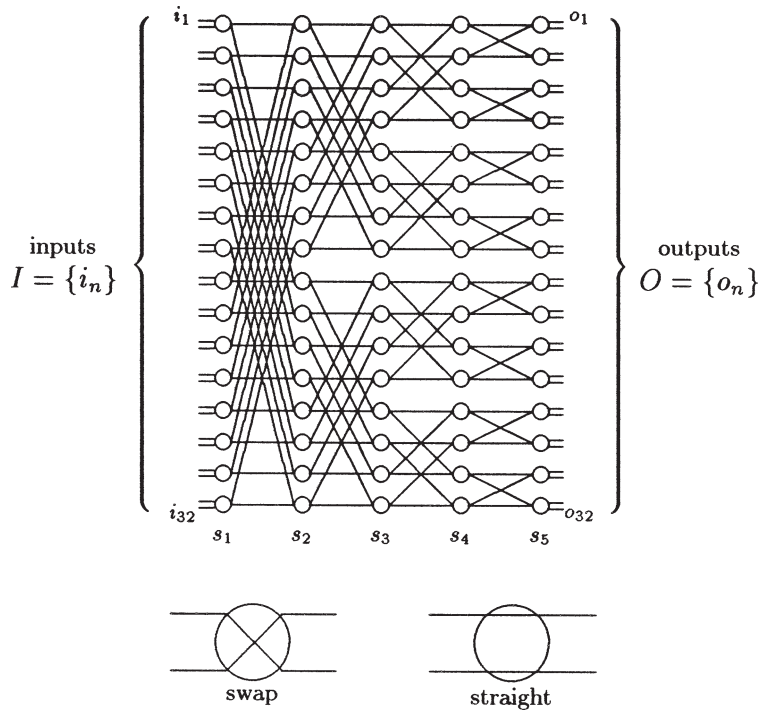 i₁ o₁
inputs
I = {iₙ}
outputs
O = {oₙ}
i₃₂ o₃₂
s₁ s₂ s₃ s₄ s₅
swap straight